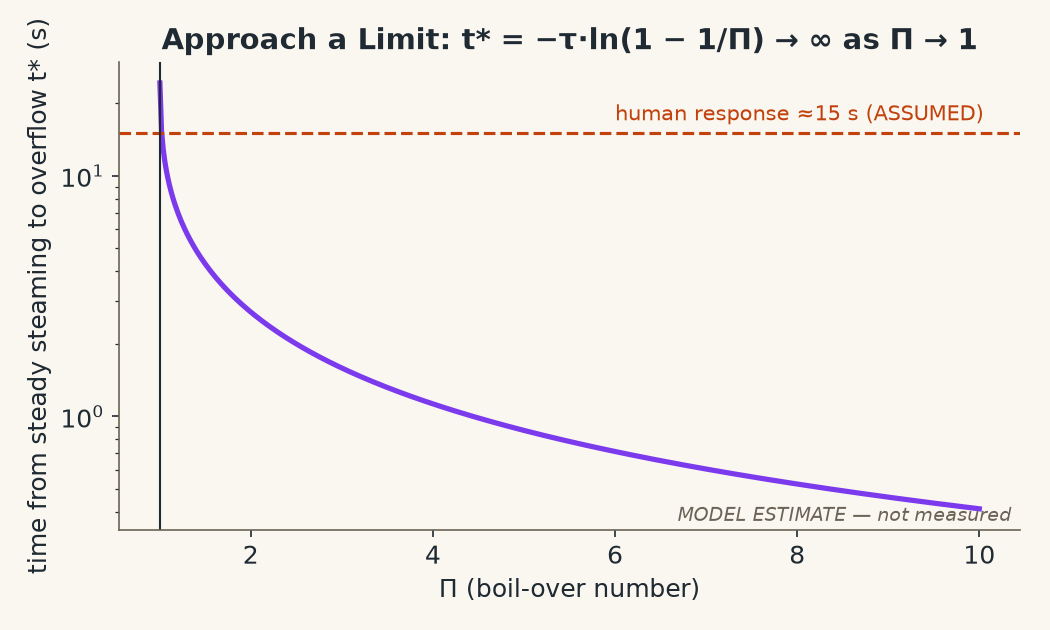 Approach a Limit: t* = −τ·ln(1 − 1/Π) → ∞ as Π → 1
time from steady steaming to overflow t* (s)
human response ≈15 s (ASSUMED)
10¹
10⁰
MODEL ESTIMATE — not measured
2 4 6 8 10
Π (boil-over number)